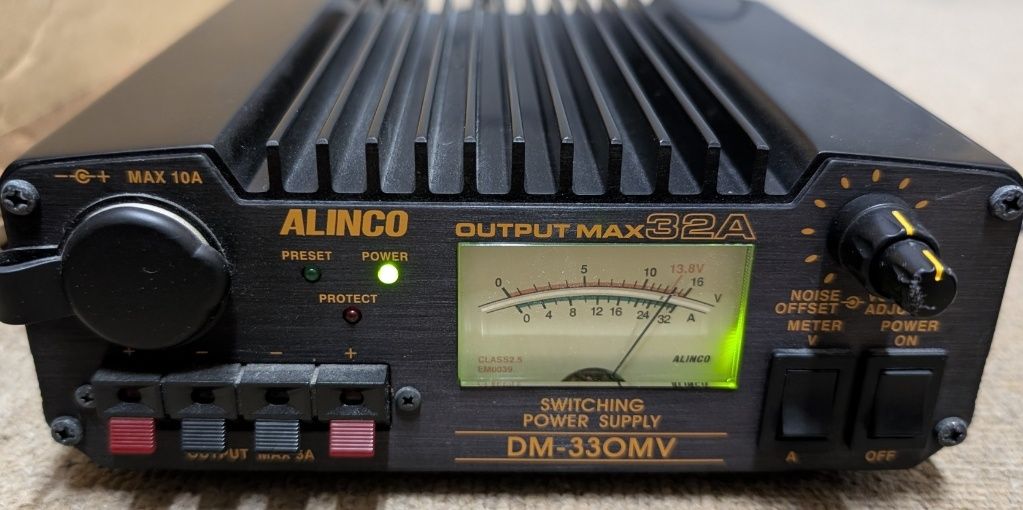 - + MAX 10A
ALINCO
OUTPUT MAX 32A
PRESET POWER
PROTECT
5 10 13.8V
0 16 V
0 4 8 12 16 24 32 A
CLASS2.5
EM0039
ALINCO
NOISE
OFFSET
METER POWER
V ON
A OFF
+ - - +
OUTPUT MAX 5A
SWITCHING
POWER SUPPLY
DM-330MV